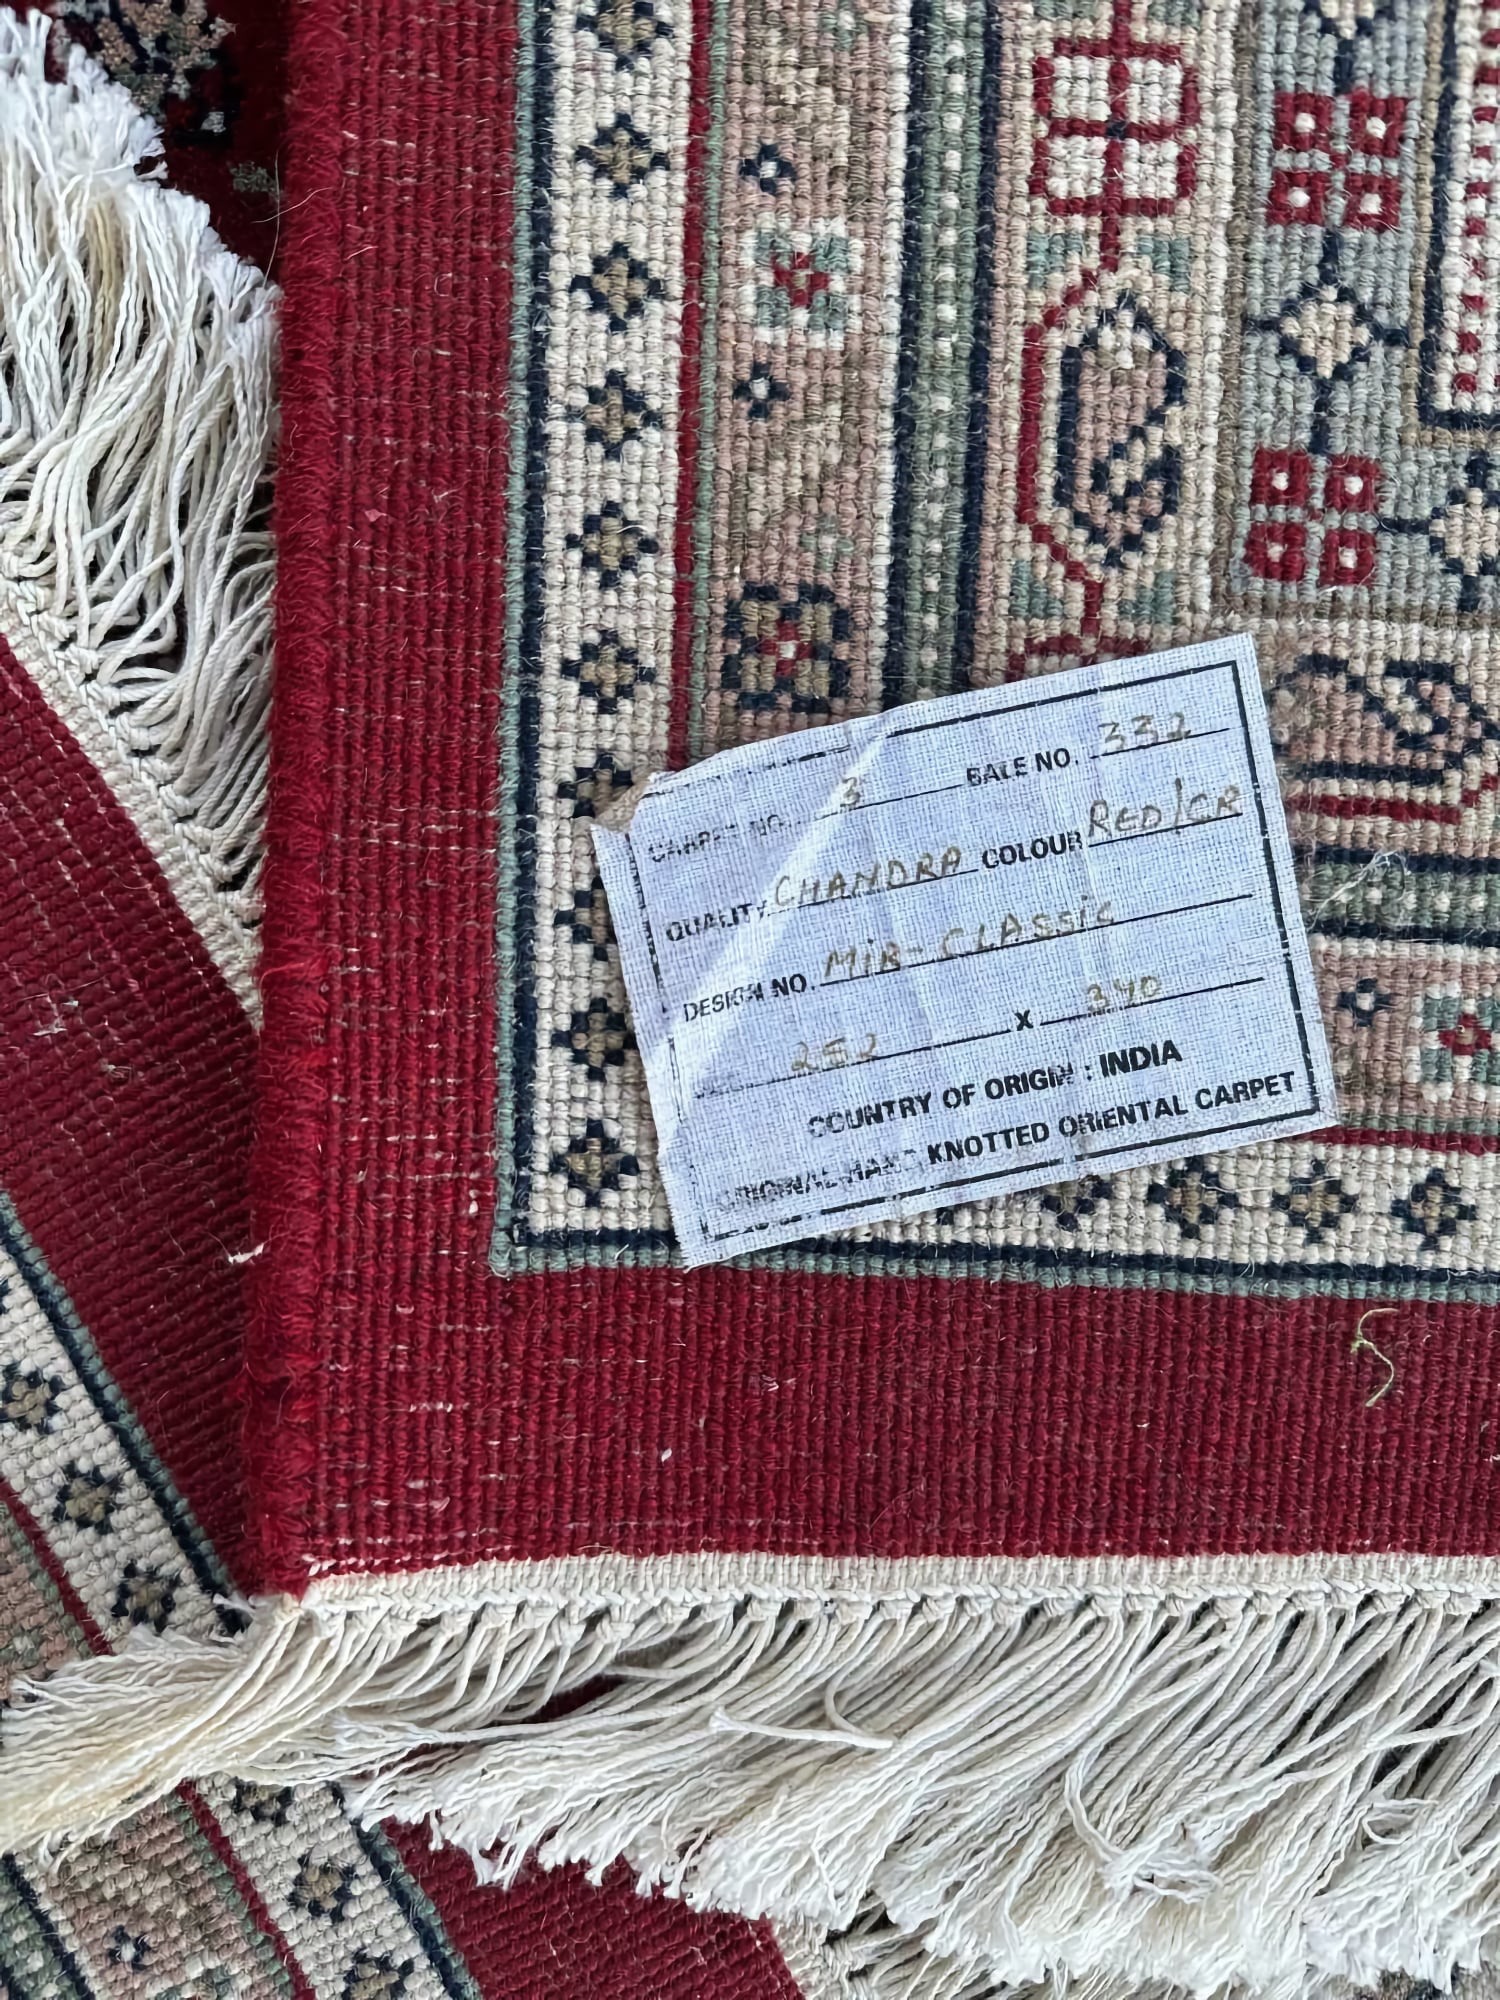 CARPET NO. 3 BALE NO. 332
QUALITY CHANDRA COLOUR RED/CR
DESIGN NO. MIR-CLASSIC
252 X 340
COUNTRY OF ORIGIN : INDIA
ORIGINAL HAND KNOTTED ORIENTAL CARPET